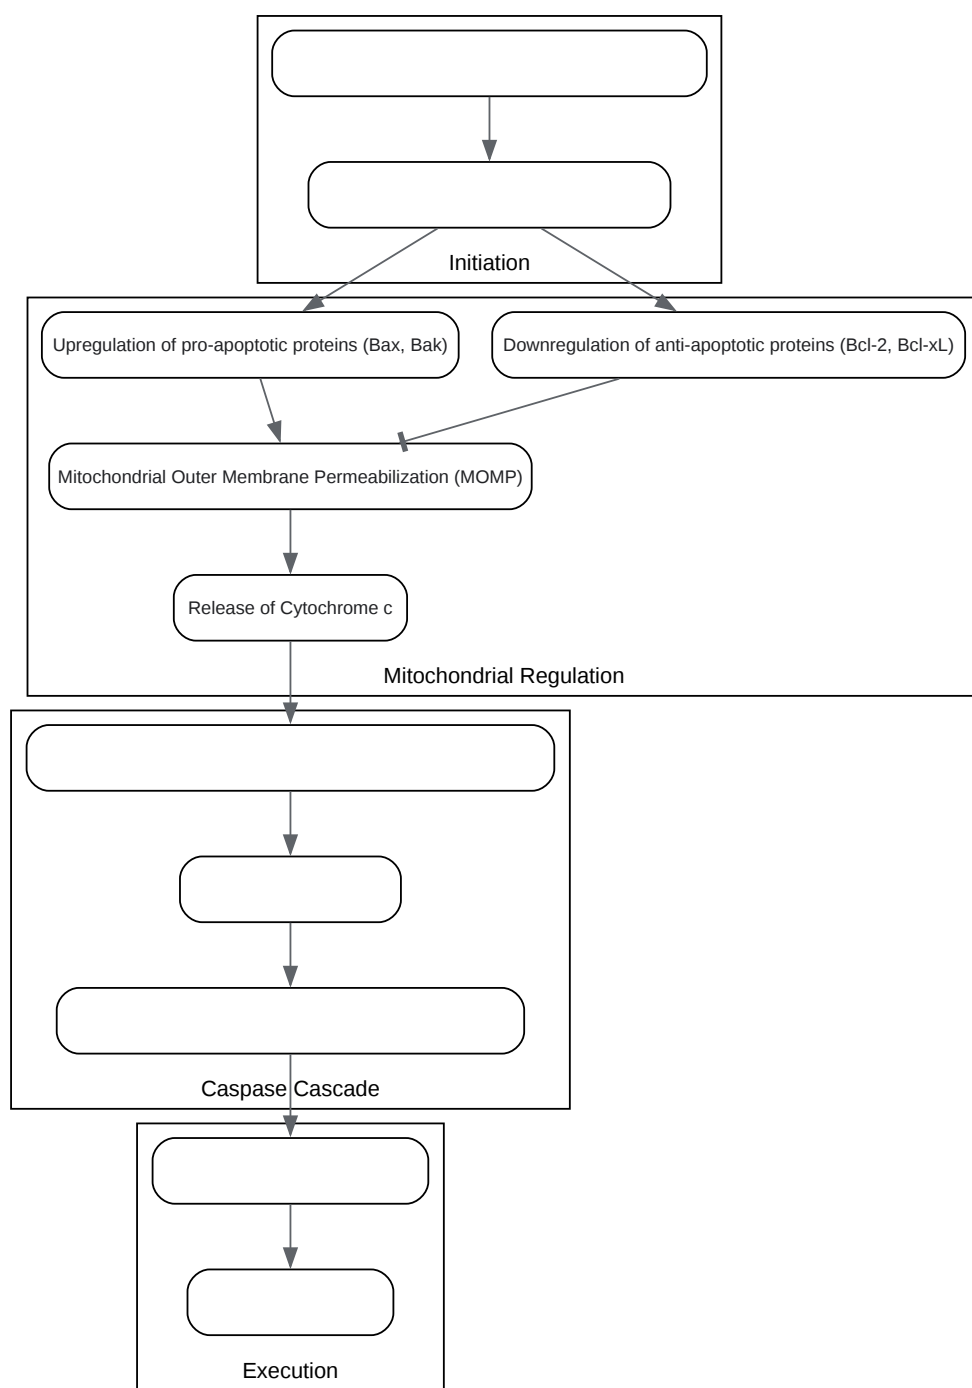 Initiation
Upregulation of pro-apoptotic proteins (Bax, Bak)
Downregulation of anti-apoptotic proteins (Bcl-2, Bcl-xL)
Mitochondrial Outer Membrane Permeabilization (MOMP)
Release of Cytochrome c
Mitochondrial Regulation
Caspase Cascade
Execution